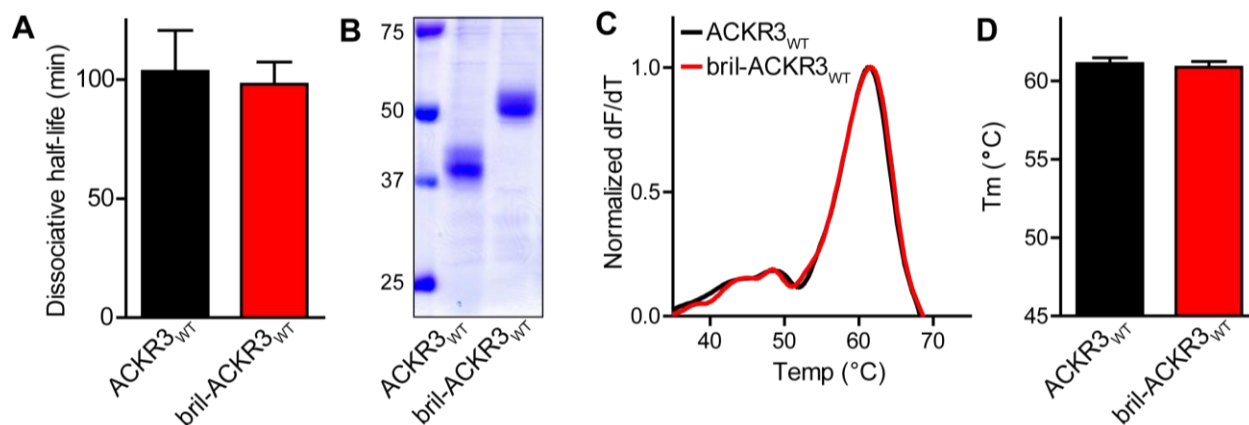 A
Dissociative half-life (min)
100
50
0
ACKR3WT
bril-ACKR3WT
B
75
50
37
25
ACKR3WT
bril-ACKR3WT
C
ACKR3WT
bril-ACKR3WT
Normalized dF/dT
1.0
0.5
0.0
40
50
60
70
Temp (°C)
D
Tm (°C)
60
55
50
45
ACKR3WT
bril-ACKR3WT